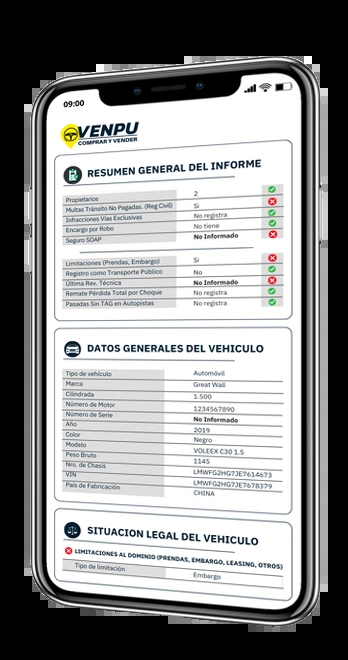 09:00
VENPU
COMPRAR Y VENDER
RESUMEN GENERAL DEL INFORME
Propietarios 2
Multas Tránsito No Pagadas. (Reg Civil) Si
Infracciones Vías Exclusivas No registra
Encargo por Robo No tiene
Seguro SOAP No Informado
Limitaciones (Prendas, Embargo) Si
Registro como Transporte Público No
Última Rev. Técnica No Informado
Remate Pérdida Total por Choque No registra
Pasadas Sin TAG en Autopistas No registra
DATOS GENERALES DEL VEHICULO
Tipo de vehículo Automóvil
Marca Great Wall
Cilindrada 1.500
Número de Motor 1234567890
Número de Serie No Informado
Año 2019
Color Negro
Modelo VOLEEX C30 1.5
Peso Bruto 1145
Nro. de Chasis LMWFG2HG7JE7614673
VIN LMWFG2HG7JE7678379
País de Fabricación CHINA
SITUACION LEGAL DEL VEHICULO
LIMITACIONES AL DOMINIO (PRENDAS, EMBARGO, LEASING, OTROS)
Tipo de limitación Embargo